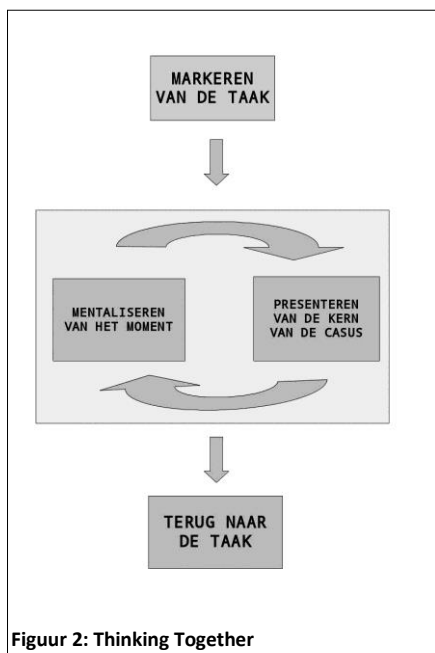 MARKEREN
VAN DE TAAK
MENTALISEREN
VAN HET MOMENT
PRESENTEREN
VAN DE KERN
VAN DE CASUS
TERUG NAAR
DE TAAK
Figuur 2: Thinking Together